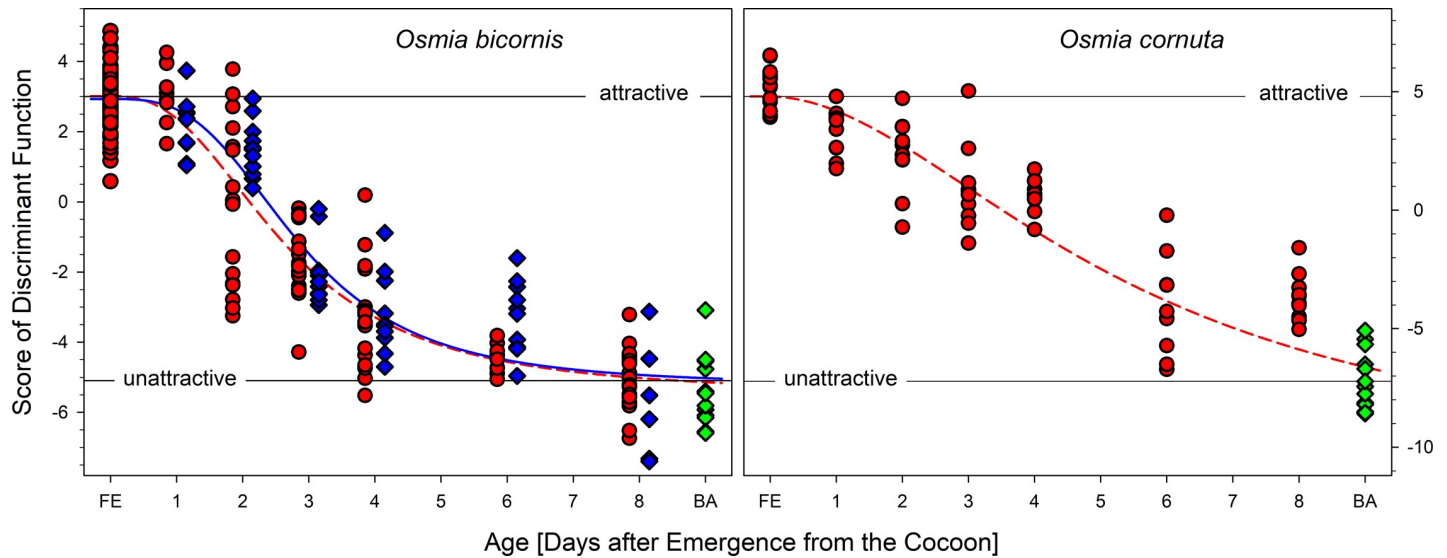 Osmia bicornis
Osmia cornuta
attractive
attractive
unattractive
unattractive
Score of Discriminant Function
4
2
0
-2
-4
-6
5
0
-5
-10
FE 1 2 3 4 5 6 7 8 BA
FE 1 2 3 4 5 6 7 8 BA
Age [Days after Emergence from the Cocoon]